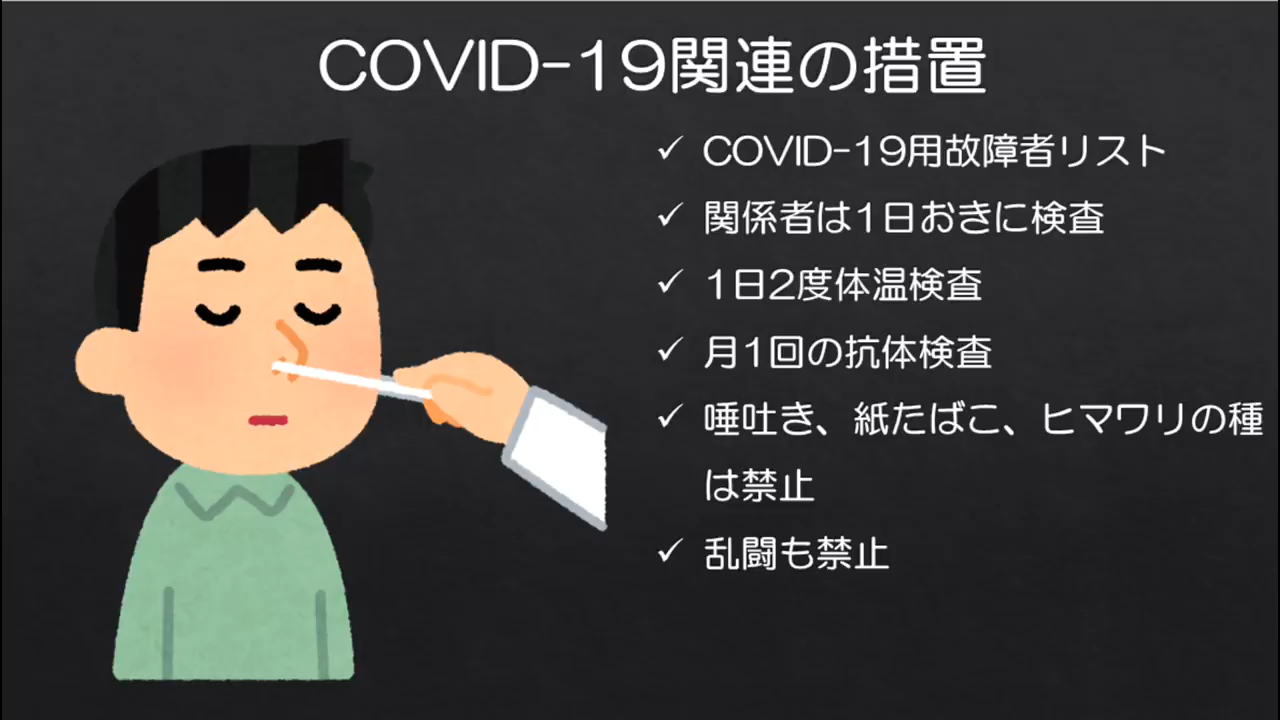 COVID-19関連の措置
✓ COVID-19用故障者リスト
✓ 関係者は1日おきに検査
✓ 1日2度体温検査
✓ 月1回の抗体検査
✓ 唾吐き、紙たばこ、ヒマワリの種
は禁止
✓ 乱闘も禁止